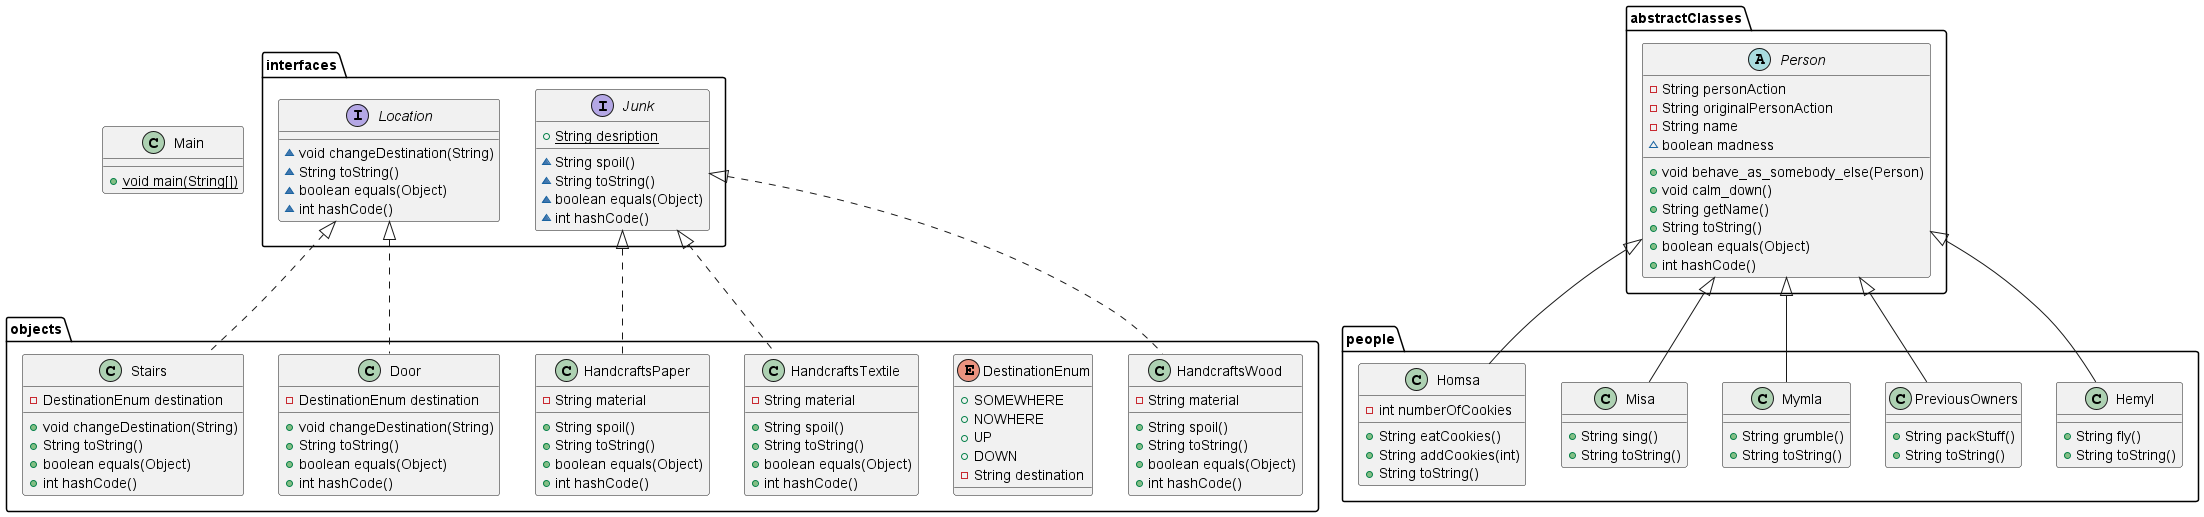 Main
void main(String[])
interfaces
Location
void changeDestination(String)
String toString()
boolean equals(Object)
int hashCode()
Junk
String desription
String spoil()
String toString()
boolean equals(Object)
int hashCode()
objects
Stairs
DestinationEnum destination
void changeDestination(String)
String toString()
boolean equals(Object)
int hashCode()
Door
DestinationEnum destination
void changeDestination(String)
String toString()
boolean equals(Object)
int hashCode()
HandcraftsPaper
String material
String spoil()
String toString()
boolean equals(Object)
int hashCode()
HandcraftsTextile
String material
String spoil()
String toString()
boolean equals(Object)
int hashCode()
DestinationEnum
SOMEWHERE
NOWHERE
UP
DOWN
String destination
HandcraftsWood
String material
String spoil()
String toString()
boolean equals(Object)
int hashCode()
abstractClasses
Person
String personAction
String originalPersonAction
String name
boolean madness
void behave_as_somebody_else(Person)
void calm_down()
String getName()
String toString()
boolean equals(Object)
int hashCode()
people
Homsa
int numberOfCookies
String eatCookies()
String addCookies(int)
String toString()
Misa
String sing()
String toString()
Mymla
String grumble()
String toString()
PreviousOwners
String packStuff()
String toString()
Hemyl
String fly()
String toString()
C
C
C
C
C
C
C
C
C
C
C
I
I
E
A